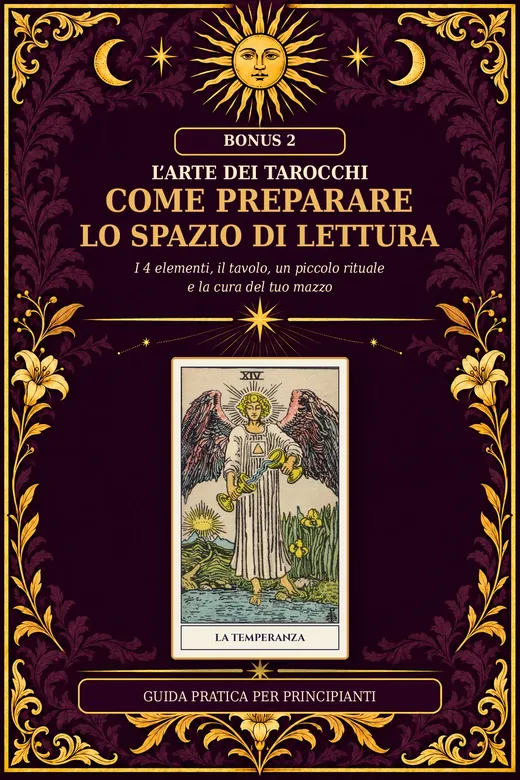 BONUS 2
L'ARTE DEI TAROCCHI
COME PREPARARE
LO SPAZIO DI LETTURA
I 4 elementi, il tavolo, un piccolo rituale
e la cura del tuo mazzo
XIV
LA TEMPERANZA
GUIDA PRATICA PER PRINCIPIANTI